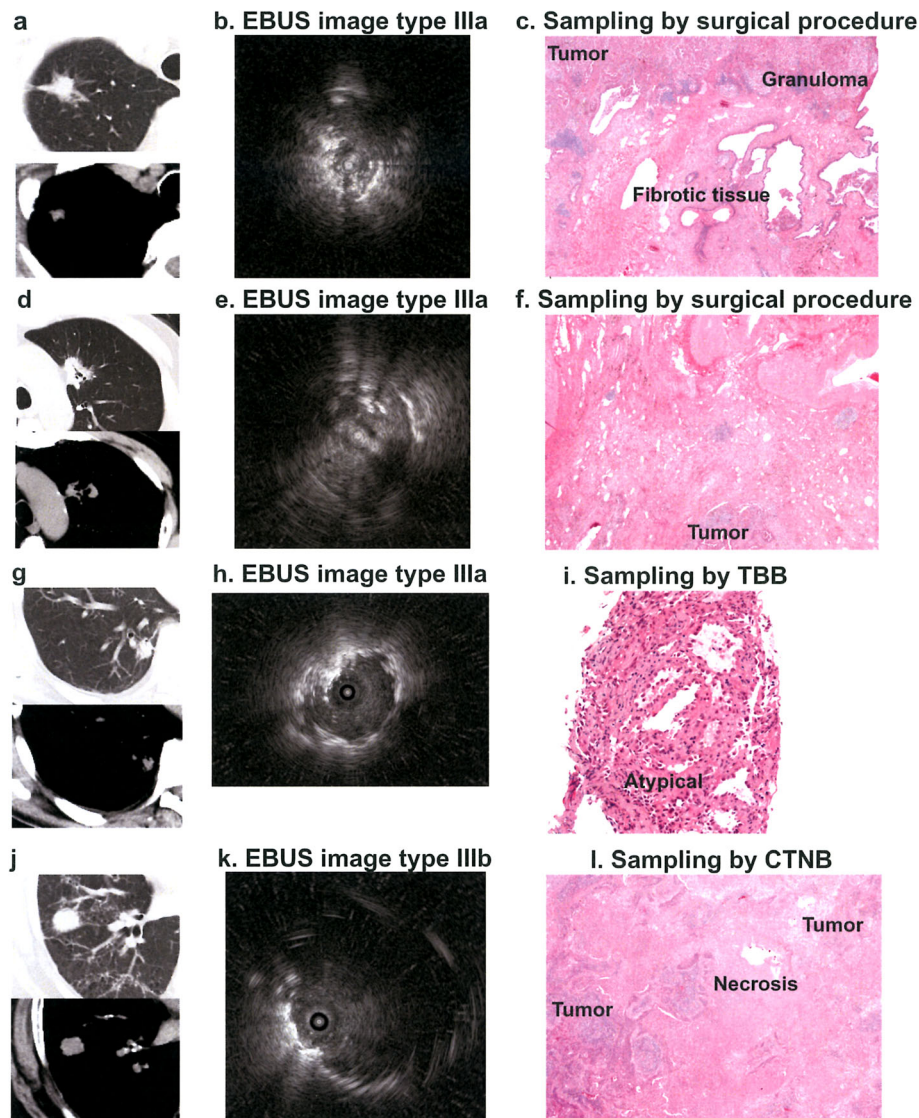 a
b. EBUS image type IIIa
c. Sampling by surgical procedure
Tumor
Granuloma
Fibrotic tissue
d
e. EBUS image type IIIa
f. Sampling by surgical procedure
Tumor
g
h. EBUS image type IIIa
i. Sampling by TBB
Atypical
j
k. EBUS image type IIIb
l. Sampling by CTNB
Tumor
Necrosis
Tumor